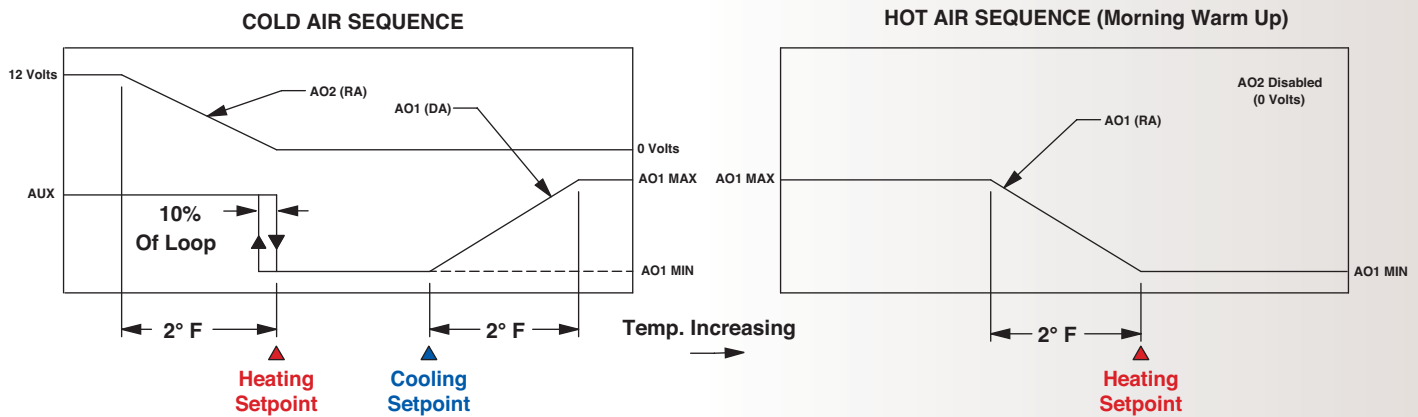 COLD AIR SEQUENCE
12 Volts
AO2 (RA)
AO1 (DA)
0 Volts
AO1 MAX
AUX
10%
Of Loop
AO1 MIN
2° F
2° F
Heating
Setpoint
Cooling
Setpoint
Temp. Increasing
HOT AIR SEQUENCE (Morning Warm Up)
AO2 Disabled
(0 Volts)
AO1 (RA)
AO1 MAX
AO1 MIN
2° F
Heating
Setpoint